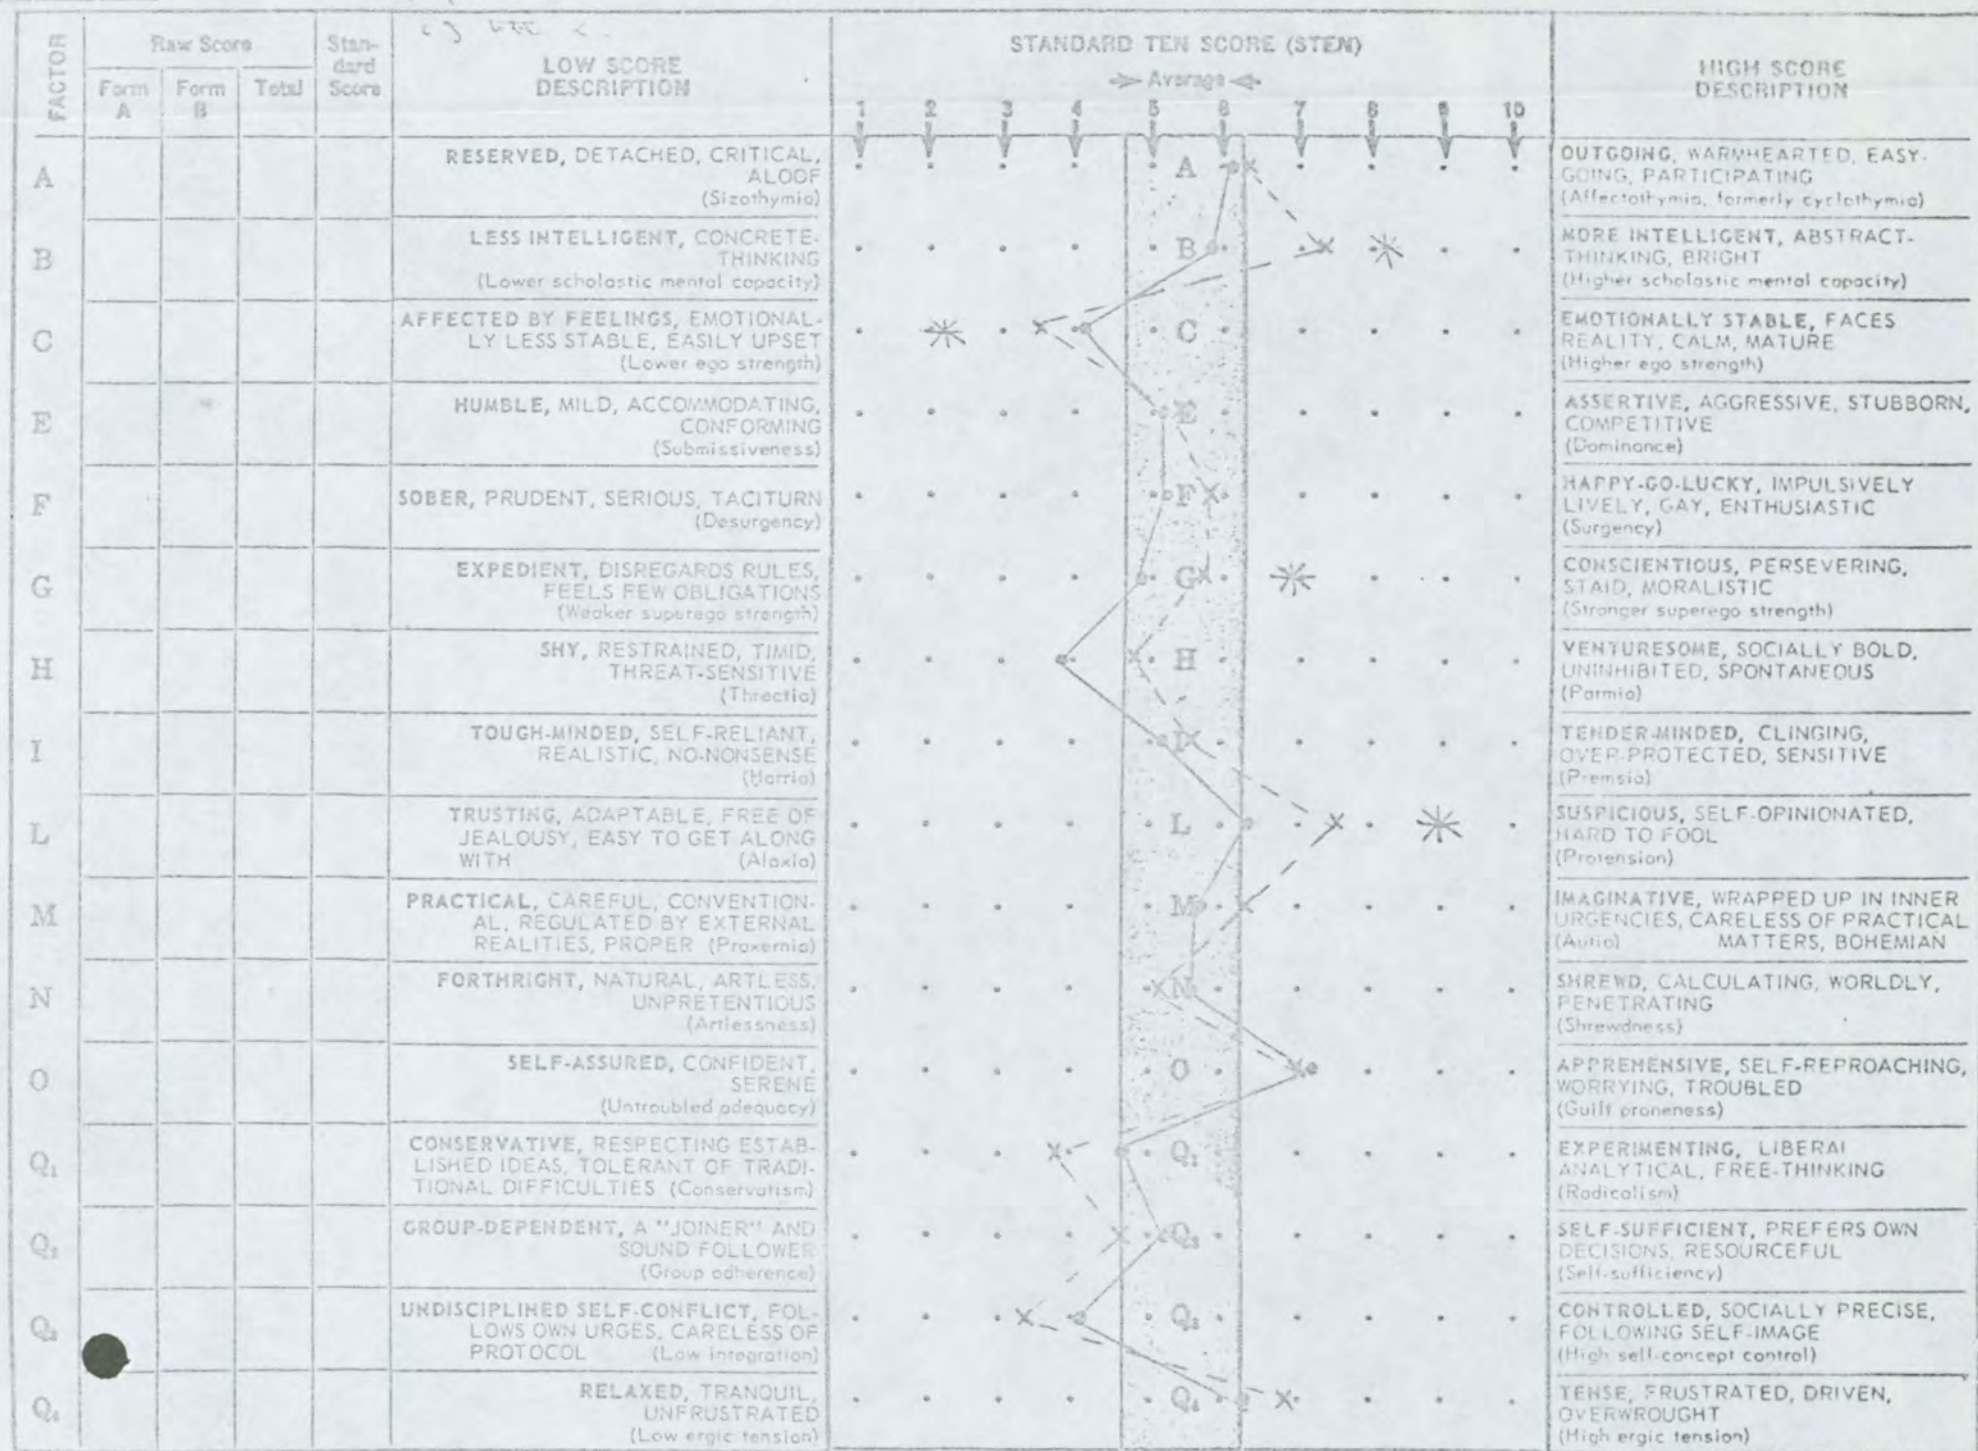 FACTOR
Raw Score
Form A
Form B
Total
Stan-
dard
Score
LOW SCORE
DESCRIPTION
STANDARD TEN SCORE (STEN)
Average
1 2 3 4 5 6 7 8 9 10
HIGH SCORE
DESCRIPTION
A
RESERVED, DETACHED, CRITICAL,
ALOOF
(Sizothymia)
A
OUTGOING, WARMHEARTED, EASY-
GOING, PARTICIPATING
(Affectothymia, formerly cyclothymia)
B
LESS INTELLIGENT, CONCRETE-
THINKING
(Lower scholastic mental capacity)
B
MORE INTELLIGENT, ABSTRACT-
THINKING, BRIGHT
(Higher scholastic mental capacity)
C
AFFECTED BY FEELINGS, EMOTIONAL-
LY LESS STABLE, EASILY UPSET
(Lower ego strength)
C
EMOTIONALLY STABLE, FACES
REALITY, CALM, MATURE
(Higher ego strength)
E
HUMBLE, MILD, ACCOMMODATING,
CONFORMING
(Submissiveness)
E
ASSERTIVE, AGGRESSIVE, STUBBORN,
COMPETITIVE
(Dominance)
F
SOBER, PRUDENT, SERIOUS, TACITURN
(Desurgency)
F
HAPPY-GO-LUCKY, IMPULSIVELY
LIVELY, GAY, ENTHUSIASTIC
(Surgency)
G
EXPEDIENT, DISREGARDS RULES,
FEELS FEW OBLIGATIONS
(Weaker superego strength)
G
CONSCIENTIOUS, PERSEVERING,
STAID, MORALISTIC
(Stronger superego strength)
H
SHY, RESTRAINED, TIMID,
THREAT-SENSITIVE
(Threctia)
H
VENTURESOME, SOCIALLY BOLD,
UNINHIBITED, SPONTANEOUS
(Parmia)
I
TOUGH-MINDED, SELF-RELIANT,
REALISTIC, NO-NONSENSE
(Harria)
I
TENDER-MINDED, CLINGING,
OVER-PROTECTED, SENSITIVE
(Premsia)
L
TRUSTING, ADAPTABLE, FREE OF
JEALOUSY, EASY TO GET ALONG
WITH (Alaxia)
L
SUSPICIOUS, SELF-OPINIONATED,
HARD TO FOOL
(Protension)
M
PRACTICAL, CAREFUL, CONVENTION-
AL, REGULATED BY EXTERNAL
REALITIES, PROPER (Praxernia)
M
IMAGINATIVE, WRAPPED UP IN INNER
URGENCIES, CARELESS OF PRACTICAL
(Autia) MATTERS, BOHEMIAN
N
FORTHRIGHT, NATURAL, ARTLESS,
UNPRETENTIOUS
(Artlessness)
N
SHREWD, CALCULATING, WORLDLY,
PENETRATING
(Shrewdness)
O
SELF-ASSURED, CONFIDENT,
SERENE
(Untroubled adequacy)
O
APPREHENSIVE, SELF-REPROACHING,
WORRYING, TROUBLED
(Guilt proneness)
Q₁
CONSERVATIVE, RESPECTING ESTAB-
LISHED IDEAS, TOLERANT OF TRADI-
TIONAL DIFFICULTIES (Conservatism)
Q₁
EXPERIMENTING, LIBERAL
ANALYTICAL, FREE-THINKING
(Radicalism)
Q₂
GROUP-DEPENDENT, A "JOINER" AND
SOUND FOLLOWER
(Group adherence)
Q₂
SELF-SUFFICIENT, PREFERS OWN
DECISIONS, RESOURCEFUL
(Self-sufficiency)
Q₃
UNDISCIPLINED SELF-CONFLICT, FOL-
LOWS OWN URGES, CARELESS OF
PROTOCOL (Low integration)
Q₃
CONTROLLED, SOCIALLY PRECISE,
FOLLOWING SELF-IMAGE
(High self-concept control)
Q₄
RELAXED, TRANQUIL,
UNFRUSTRATED
(Low ergic tension)
Q₄
TENSE, FRUSTRATED, DRIVEN,
OVERWROUGHT
(High ergic tension)